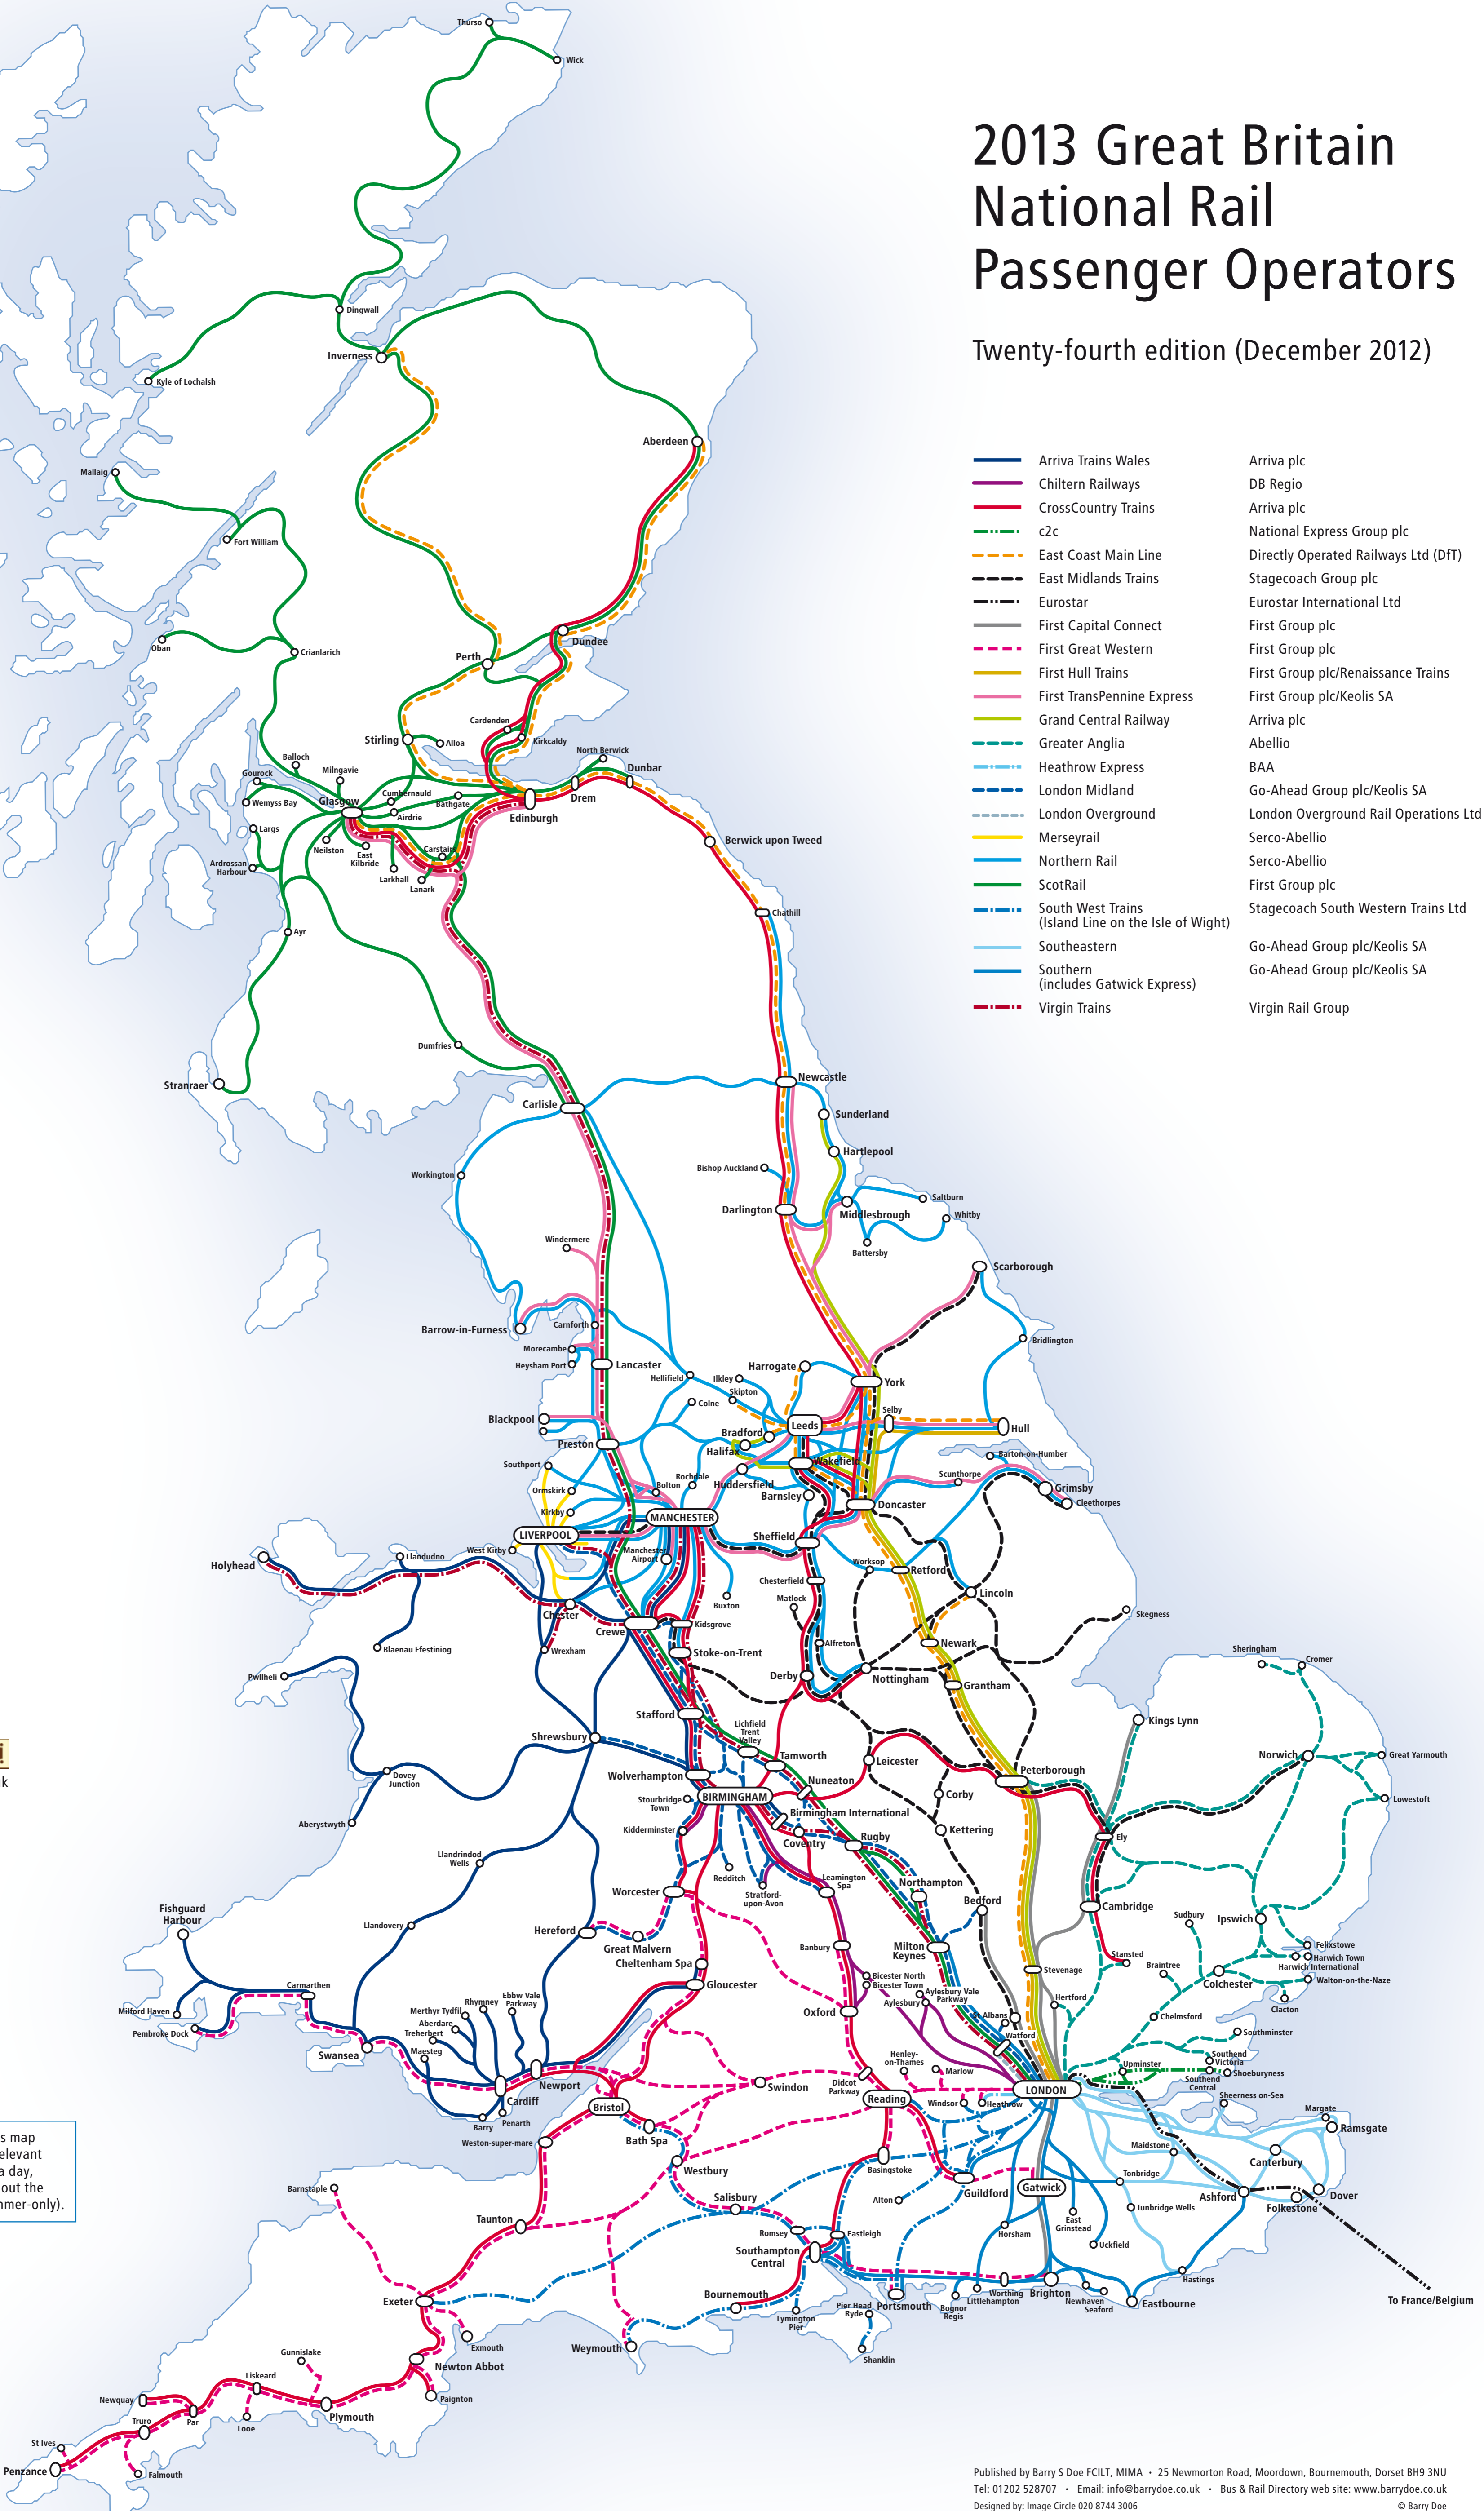 2013 Great Britain
National Rail
Passenger Operators
Twenty-fourth edition (December 2012)
Arriva Trains Wales Arriva plc
Chiltern Railways DB Regio
CrossCountry Trains Arriva plc
c2c National Express Group plc
East Coast Main Line Directly Operated Railways Ltd (DfT)
East Midlands Trains Stagecoach Group plc
Eurostar Eurostar International Ltd
First Capital Connect First Group plc
First Great Western First Group plc
First Hull Trains First Group plc/Renaissance Trains
First TransPennine Express First Group plc/Keolis SA
Grand Central Railway Arriva plc
Greater Anglia Abellio
Heathrow Express BAA
London Midland Go-Ahead Group plc/Keolis SA
London Overground London Overground Rail Operations Ltd
Merseyrail Serco-Abellio
Northern Rail Serco-Abellio
ScotRail First Group plc
South West Trains Stagecoach South Western Trains Ltd
(Island Line on the Isle of Wight)
Southeastern Go-Ahead Group plc/Keolis SA
Southern Go-Ahead Group plc/Keolis SA
(includes Gatwick Express)
Virgin Trains Virgin Rail Group
Thurso
Wick
Dingwall
Inverness
Kyle of Lochalsh
Aberdeen
Mallaig
Fort William
Oban
Crianlarich
Dundee
Perth
Cardenden
Kirkcaldy
Stirling
Alloa
North Berwick
Dunbar
Balloch
Gourock
Milngavie
Wemyss Bay
Glasgow
Cumbernauld
Bathgate
Drem
Edinburgh
Airdrie
Largs
Neilston
East
Kilbride
Carstairs
Ardrossan
Harbour
Larkhall
Lanark
Berwick upon Tweed
Chathill
Ayr
Dumfries
Stranraer
Newcastle
Carlisle
Sunderland
Hartlepool
Workington
Bishop Auckland
Saltburn
Darlington
Middlesbrough
Whitby
Battersby
Windermere
Scarborough
Barrow-in-Furness
Carnforth
Bridlington
Morecambe
Heysham Port
Lancaster
Hellifield
Harrogate
Ilkley
Skipton
York
Colne
Selby
Blackpool
Leeds
Hull
Bradford
Preston
Halifax
Wakefield
Barton-on-Humber
Southport
Rochdale
Bolton
Huddersfield
Scunthorpe
Ormskirk
Barnsley
Grimsby
Cleethorpes
Kirkby
MANCHESTER
Doncaster
LIVERPOOL
Sheffield
West Kirby
Manchester
Airport
Holyhead
Llandudno
Worksop
Retford
Chesterfield
Buxton
Matlock
Lincoln
Chester
Crewe
Kidsgrove
Skegness
Blaenau Ffestiniog
Wrexham
Stoke-on-Trent
Alfreton
Newark
Sheringham
Cromer
Pwllheli
Derby
Nottingham
Grantham
Stafford
Kings Lynn
Shrewsbury
Lichfield
Trent
Valley
Tamworth
Leicester
Norwich
Great Yarmouth
Dovey
Junction
Wolverhampton
Nuneaton
Peterborough
Stourbridge
Town
BIRMINGHAM
Corby
Lowestoft
Aberystwyth
Kidderminster
Birmingham International
Coventry
Rugby
Kettering
Ely
Llandrindod
Wells
Redditch
Stratford-
upon-Avon
Leamington
Spa
Northampton
Worcester
Bedford
Cambridge
Fishguard
Harbour
Llandovery
Hereford
Great Malvern
Sudbury
Ipswich
Banbury
Milton
Keynes
Felixstowe
Harwich Town
Harwich International
Cheltenham Spa
Stansted
Braintree
Colchester
Walton-on-the-Naze
Gloucester
Bicester North
Bicester Town
Stevenage
Carmarthen
Aylesbury Vale
Parkway
Aylesbury
Hertford
Clacton
Milford Haven
Pembroke Dock
Merthyr Tydfil
Rhymney
Ebbw Vale
Parkway
Aberdare
Treherbert
Maesteg
Oxford
St Albans
Chelmsford
Watford
Southminster
Swansea
Henley-
on-Thames
Marlow
Upminster
Southend
Victoria
Shoeburyness
Southend
Central
Newport
Swindon
Didcot
Parkway
LONDON
Cardiff
Penarth
Barry
Bristol
Reading
Windsor
Heathrow
Sheerness on-Sea
Margate
Ramsgate
Weston-super-mare
Bath Spa
Westbury
Basingstoke
Maidstone
Canterbury
Barnstaple
Salisbury
Alton
Guildford
Gatwick
Tonbridge
Tunbridge Wells
Ashford
Folkestone
Dover
Taunton
Romsey
Eastleigh
East
Grinstead
Horsham
Uckfield
Southampton
Central
Hastings
Exeter
Bournemouth
Lymington
Pier
Pier Head
Ryde
Portsmouth
Bognor
Regis
Littlehampton
Worthing
Brighton
Newhaven
Seaford
Eastbourne
To France/Belgium
Exmouth
Weymouth
Shanklin
Gunnislake
Newton Abbot
Liskeard
Paignton
Newquay
Truro
Par
Looe
Plymouth
St Ives
Penzance
Falmouth
k
s map
elevant
a day,
out the
mmer-only).
Published by Barry S Doe FCILT, MIMA • 25 Newmorton Road, Moordown, Bournemouth, Dorset BH9 3NU
Tel: 01202 528707 • Email: info@barrydoe.co.uk • Bus & Rail Directory web site: www.barrydoe.co.uk
Designed by: Image Circle 020 8744 3006 © Barry Doe